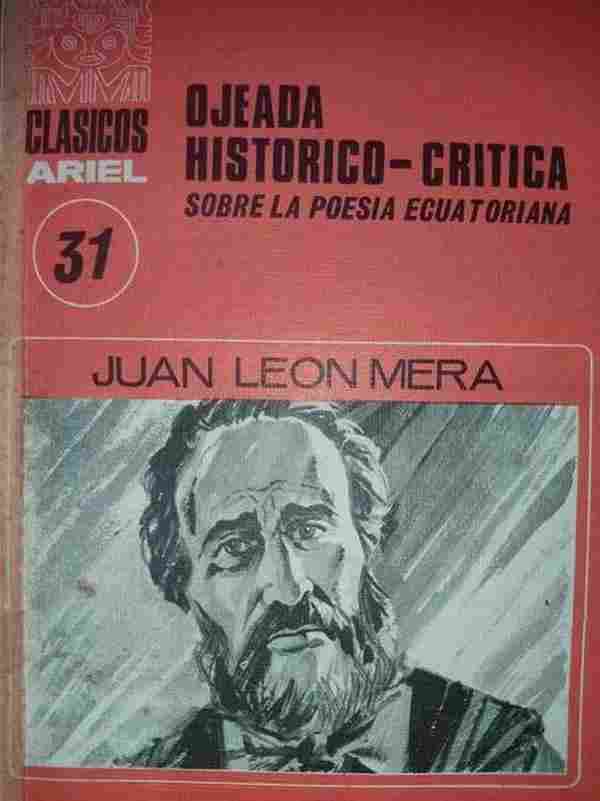 CLASICOS
ARIEL
31
OJEADA
HISTORICO-CRITICA
SOBRE LA POESIA ECUATORIANA
JUAN LEON MERA